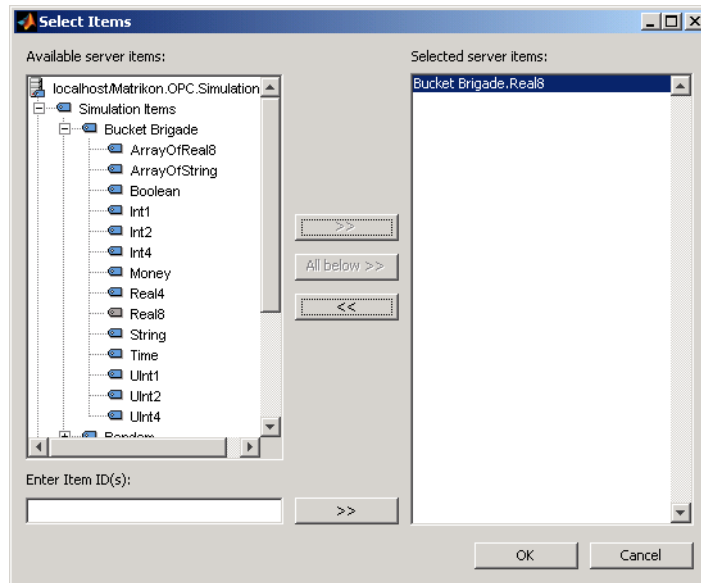 Select Items
Available server items:
localhost/Matrikon.OPC.Simulation
Simulation Items
Bucket Brigade
ArrayOfReal8
ArrayOfString
Boolean
Int1
Int2
Int4
Money
Real4
Real8
String
Time
UInt1
UInt2
UInt4
Random
Enter Item ID(s):
>>
All below >>
<<
>>
Selected server items:
Bucket Brigade.Real8
OK
Cancel